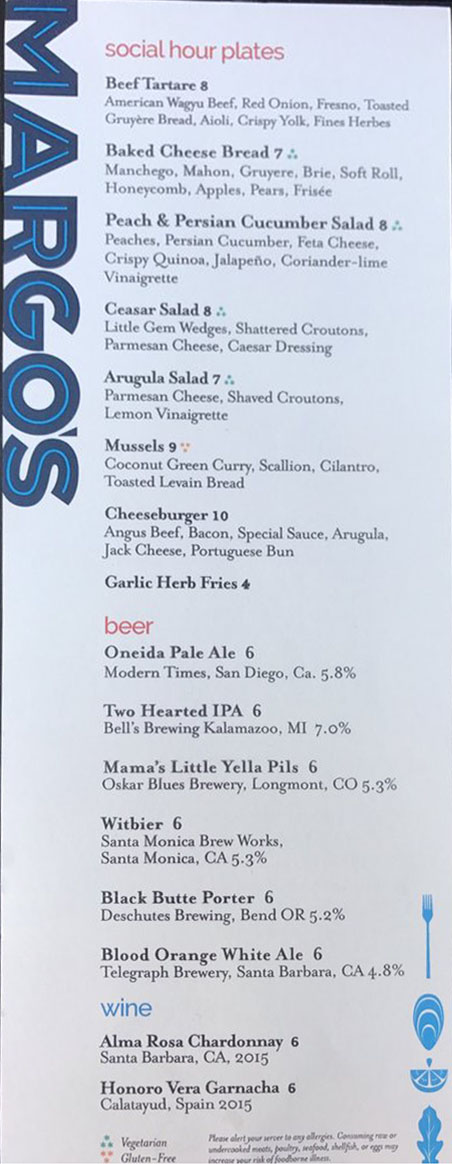 MARGO'S
social hour plates
Beef Tartare 8
American Wagyu Beef, Red Onion, Fresno, Toasted
Gruyère Bread, Aioli, Crispy Yolk, Fines Herbes
Baked Cheese Bread 7
Manchego, Mahon, Gruyere, Brie, Soft Roll,
Honeycomb, Apples, Pears, Frisée
Peach & Persian Cucumber Salad 8
Peaches, Persian Cucumber, Feta Cheese,
Crispy Quinoa, Jalapeño, Coriander-lime
Vinaigrette
Ceasar Salad 8
Little Gem Wedges, Shattered Croutons,
Parmesan Cheese, Caesar Dressing
Arugula Salad 7
Parmesan Cheese, Shaved Croutons,
Lemon Vinaigrette
Mussels 9
Coconut Green Curry, Scallion, Cilantro,
Toasted Levain Bread
Cheeseburger 10
Angus Beef, Bacon, Special Sauce, Arugula,
Jack Cheese, Portuguese Bun
Garlic Herb Fries 4
beer
Oneida Pale Ale 6
Modern Times, San Diego, Ca. 5.8%
Two Hearted IPA 6
Bell's Brewing Kalamazoo, MI 7.0%
Mama's Little Yella Pils 6
Oskar Blues Brewery, Longmont, CO 5.3%
Witbier 6
Santa Monica Brew Works,
Santa Monica, CA 5.3%
Black Butte Porter 6
Deschutes Brewing, Bend OR 5.2%
Blood Orange White Ale 6
Telegraph Brewery, Santa Barbara, CA 4.8%
wine
Alma Rosa Chardonnay 6
Santa Barbara, CA, 2015
Honoro Vera Garnacha 6
Calatayud, Spain 2015
Vegetarian
Gluten-Free
Please alert your server to any allergies. Consuming raw or
undercooked meats, poultry, seafood, shellfish, or eggs may
increase your risk of foodborne illness.